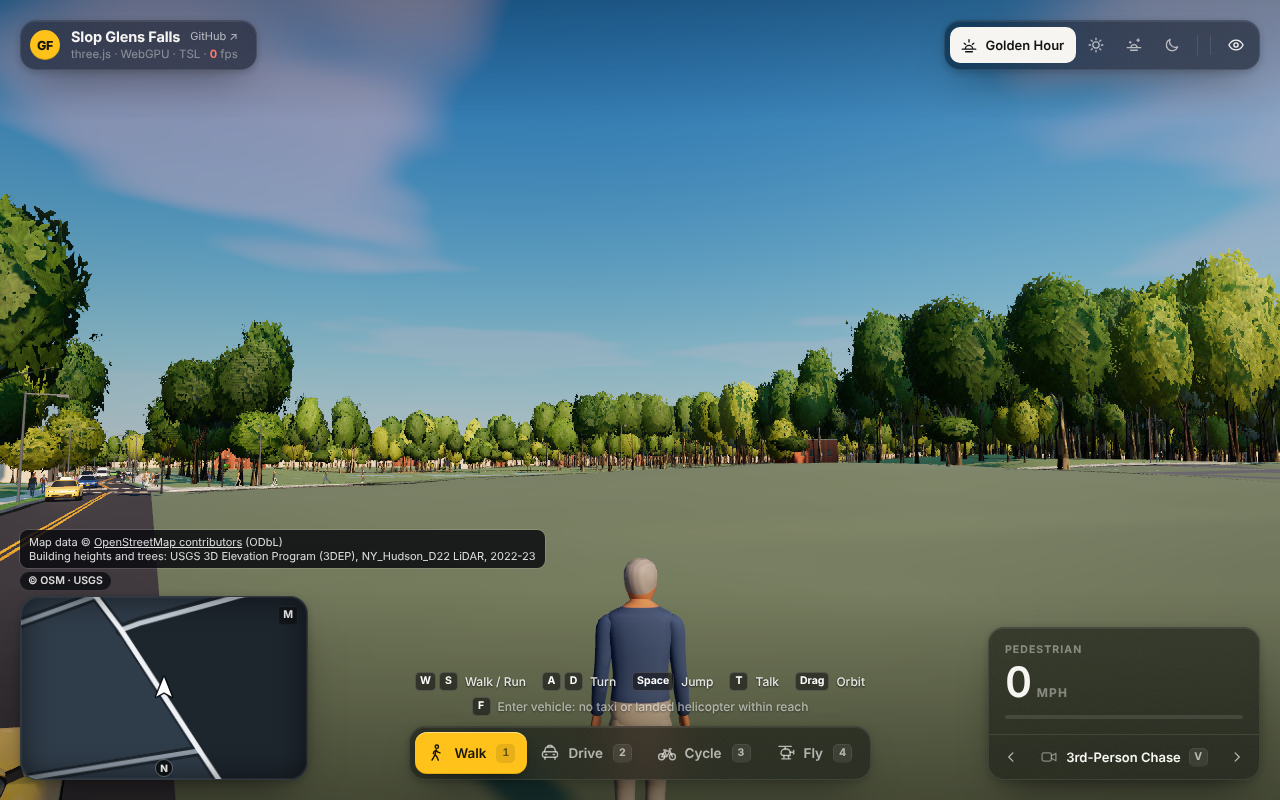 GF
Slop Glens Falls GitHub ↗
three.js · WebGPU · TSL · 0 fps
Golden Hour
Map data © OpenStreetMap contributors (ODbL)
Building heights and trees: USGS 3D Elevation Program (3DEP), NY_Hudson_D22 LiDAR, 2022-23
© OSM · USGS
M
N
W S Walk / Run A D Turn Space Jump T Talk Drag Orbit
F Enter vehicle: no taxi or landed helicopter within reach
Walk 1 Drive 2 Cycle 3 Fly 4
PEDESTRIAN
0 MPH
3rd-Person Chase V